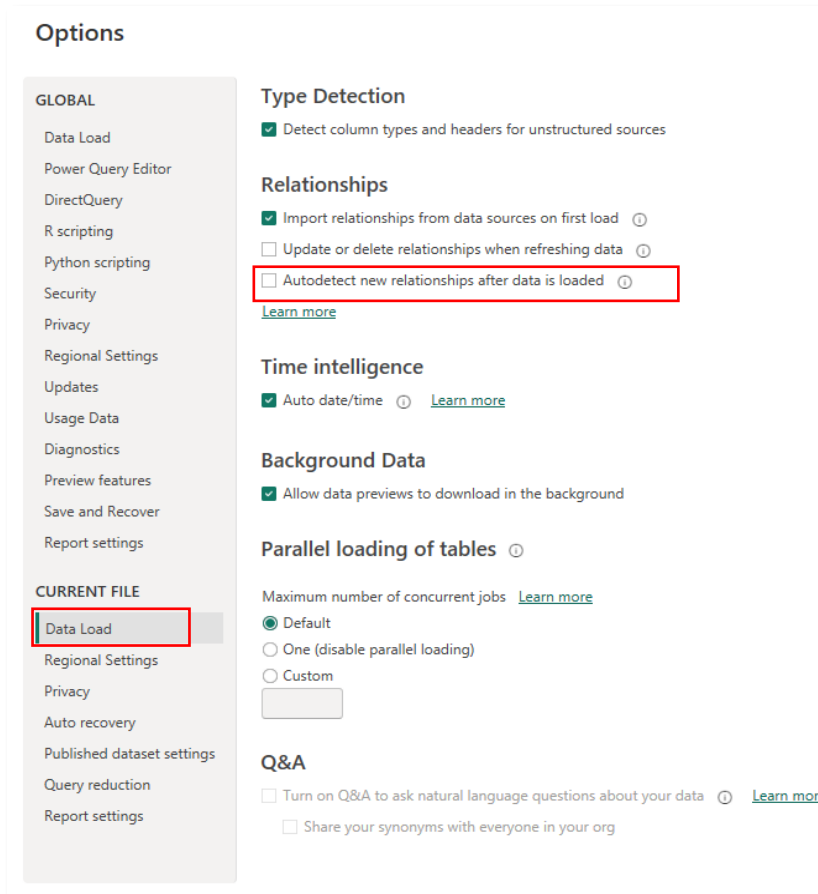 Options
GLOBAL
Data Load
Power Query Editor
DirectQuery
R scripting
Python scripting
Security
Privacy
Regional Settings
Updates
Usage Data
Diagnostics
Preview features
Save and Recover
Report settings
CURRENT FILE
Data Load
Regional Settings
Privacy
Auto recovery
Published dataset settings
Query reduction
Report settings
Type Detection
Detect column types and headers for unstructured sources
Relationships
Import relationships from data sources on first load
Update or delete relationships when refreshing data
Autodetect new relationships after data is loaded
Learn more
Time intelligence
Auto date/time Learn more
Background Data
Allow data previews to download in the background
Parallel loading of tables
Maximum number of concurrent jobs Learn more
Default
One (disable parallel loading)
Custom
Q&A
Turn on Q&A to ask natural language questions about your data Learn mor
Share your synonyms with everyone in your org